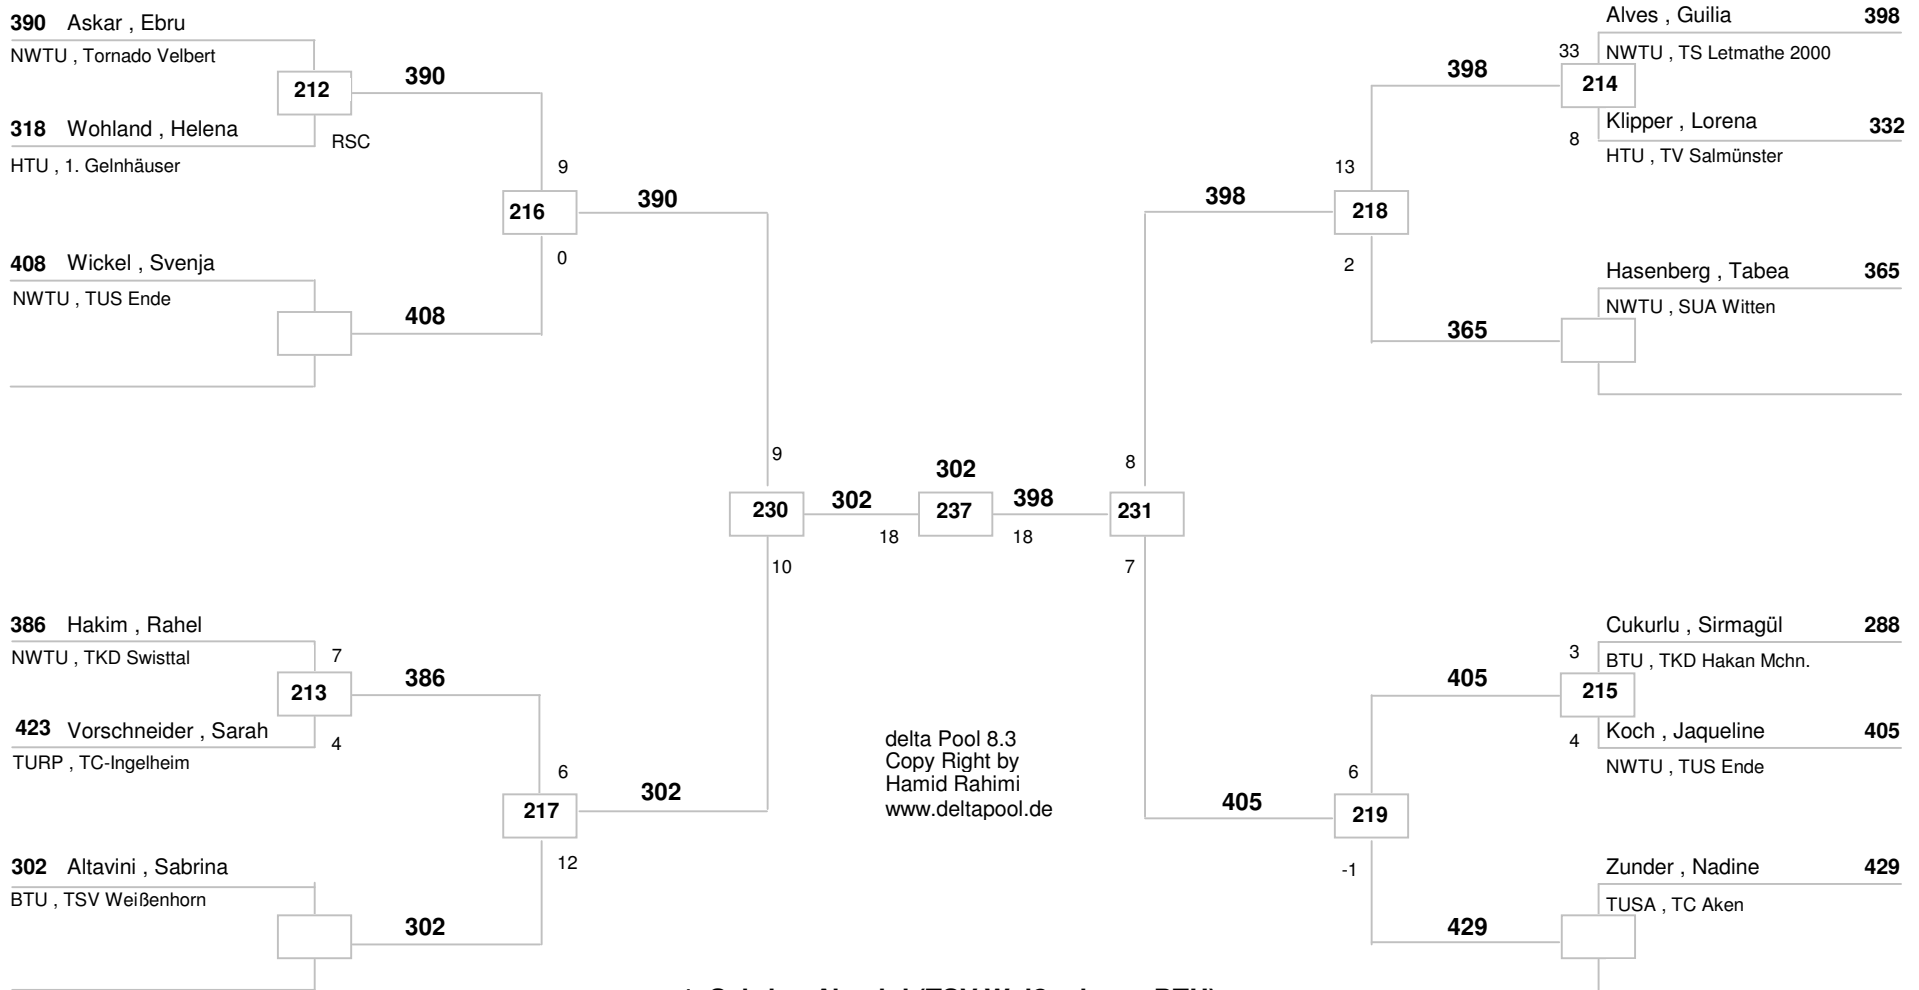 390 Askar , Ebru
NWTU , Tornado Velbert
212
390
318 Wohland , Helena
RSC
HTU , 1. Gelnhäuser
9
216
390
0
408 Wickel , Svenja
NWTU , TUS Ende
408
9
230
302
10
386 Hakim , Rahel
NWTU , TKD Swisttal
7
213
386
423 Vorschneider , Sarah
4
TURP , TC-Ingelheim
6
217
302
12
302 Altavini , Sabrina
BTU , TSV Weißenhorn
302
302
237
18
18
398
8
231
7
delta Pool 8.3
Copy Right by
Hamid Rahimi
www.deltapool.de
Alves , Guilia 398
33
NWTU , TS Letmathe 2000
398
214
Klipper , Lorena 332
8
HTU , TV Salmünster
13
398
218
2
Hasenberg , Tabea 365
NWTU , SUA Witten
365
Cukurlu , Sirmagül 288
3
BTU , TKD Hakan Mchn.
405
215
Koch , Jaqueline 405
4
NWTU , TUS Ende
6
405
219
-1
Zunder , Nadine 429
TUSA , TC Aken
429